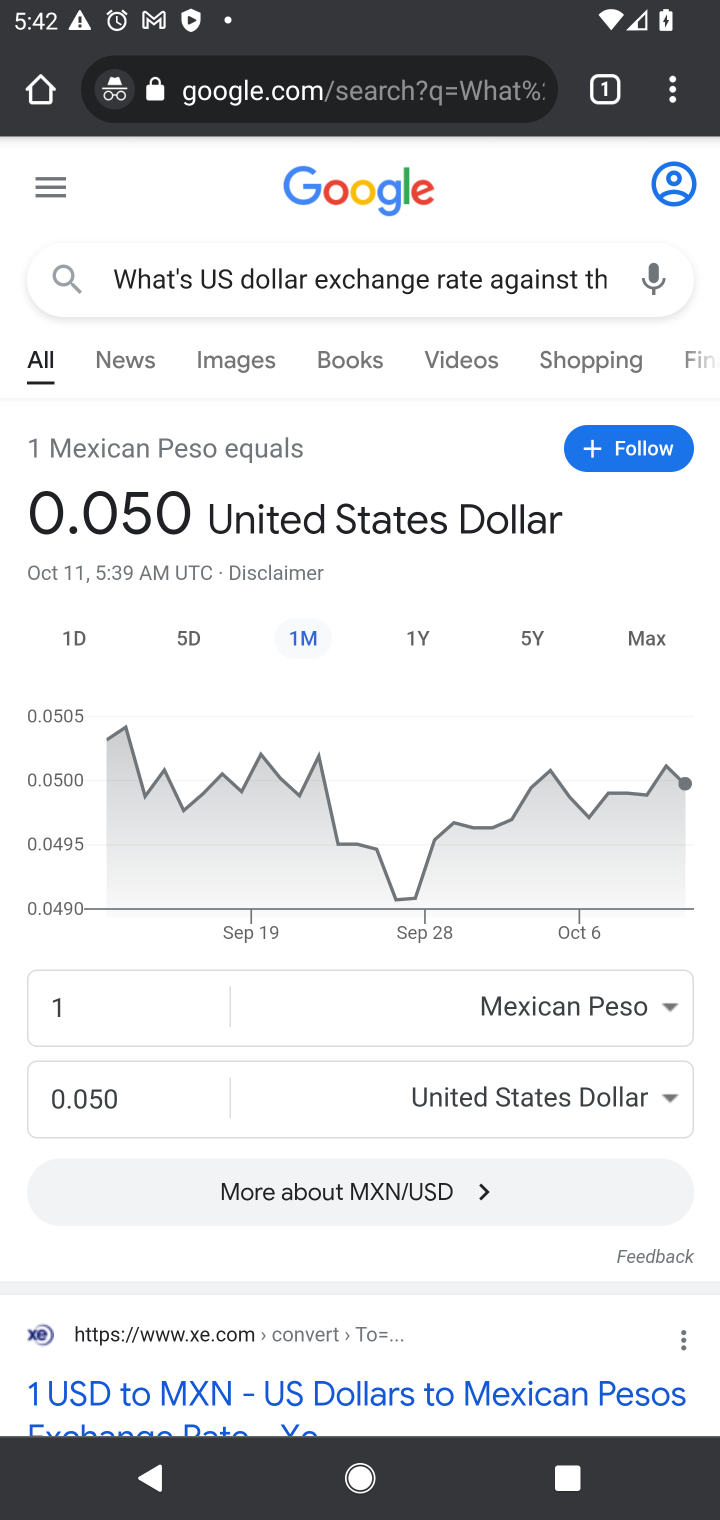 5:42
google.com/search?q=What%
1
Google
What's US dollar exchange rate against th
All News Images Books Videos Shopping Fin
1 Mexican Peso equals
+ Follow
0.050 United States Dollar
Oct 11, 5:39 AM UTC · Disclaimer
1D 5D 1M 1Y 5Y Max
0.0505
0.0500
0.0495
0.0490
Sep 19 Sep 28 Oct 6
1 Mexican Peso
0.050 United States Dollar
More about MXN/USD
Feedback
xe https://www.xe.com › convert › To=...
1 USD to MXN - US Dollars to Mexican Pesos
Exchange Rate - Xe